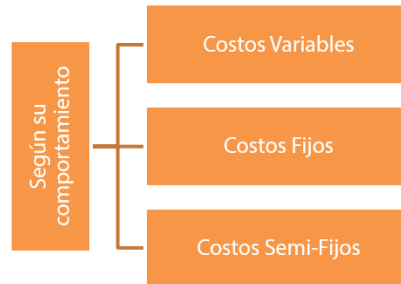 Según su
comportamiento
Costos Variables
Costos Fijos
Costos Semi-Fijos